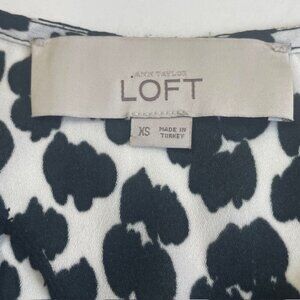 ANN TAYLOR
LOFT
XS
MADE IN
TURKEY